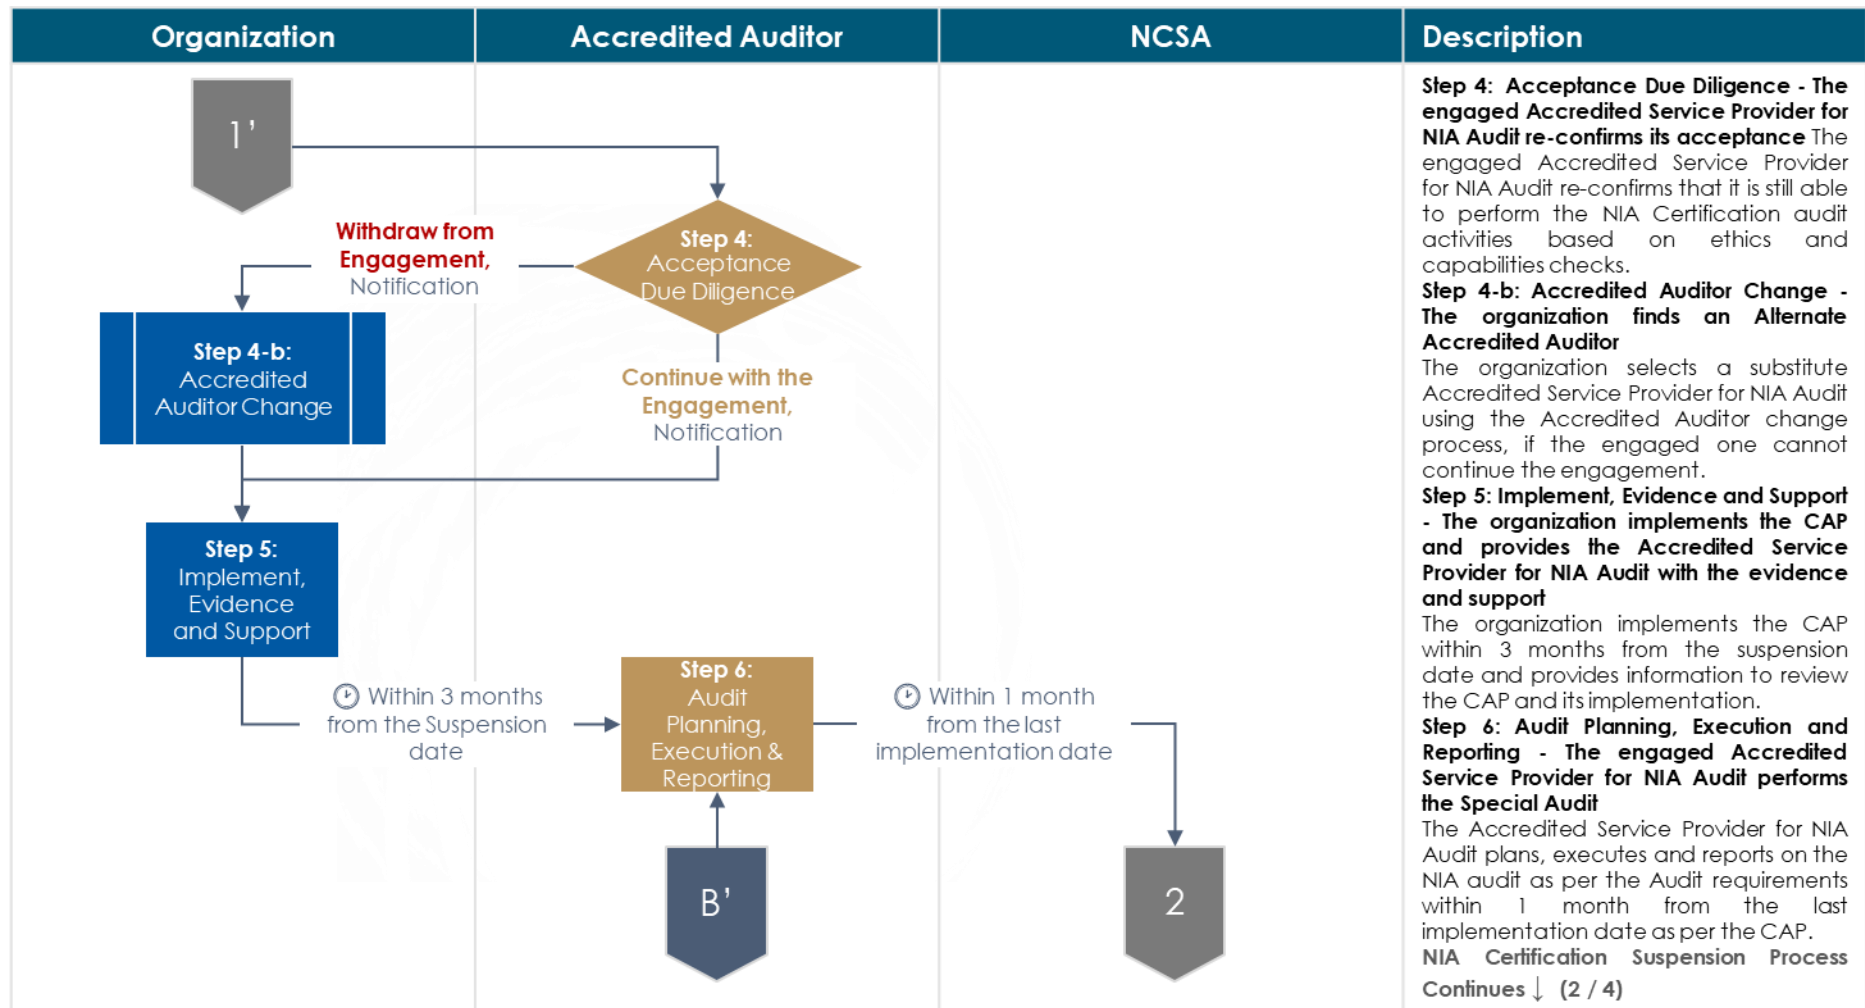 Organization
Accredited Auditor
NCSA
Description
1’
Withdraw from
Engagement,
Notification
Step 4:
Acceptance
Due Diligence
Step 4-b:
Accredited
Auditor Change
Continue with the
Engagement,
Notification
Step 5:
Implement,
Evidence
and Support
Within 3 months
from the Suspension
date
Step 6:
Audit
Planning,
Execution &
Reporting
Within 1 month
from the last
implementation date
B’
2
Step 4: Acceptance Due Diligence - The
engaged Accredited Service Provider for
NIA Audit re-confirms its acceptance The
engaged Accredited Service Provider
for NIA Audit re-confirms that it is still able
to perform the NIA Certification audit
activities based on ethics and
capabilities checks.
Step 4-b: Accredited Auditor Change -
The organization finds an Alternate
Accredited Auditor
The organization selects a substitute
Accredited Service Provider for NIA Audit
using the Accredited Auditor change
process, if the engaged one cannot
continue the engagement.
Step 5: Implement, Evidence and Support
- The organization implements the CAP
and provides the Accredited Service
Provider for NIA Audit with the evidence
and support
The organization implements the CAP
within 3 months from the suspension
date and provides information to review
the CAP and its implementation.
Step 6: Audit Planning, Execution and
Reporting - The engaged Accredited
Service Provider for NIA Audit performs
the Special Audit
The Accredited Service Provider for NIA
Audit plans, executes and reports on the
NIA audit as per the Audit requirements
within 1 month from the last
implementation date as per the CAP.
NIA Certification Suspension Process
Continues ↓ (2 / 4)